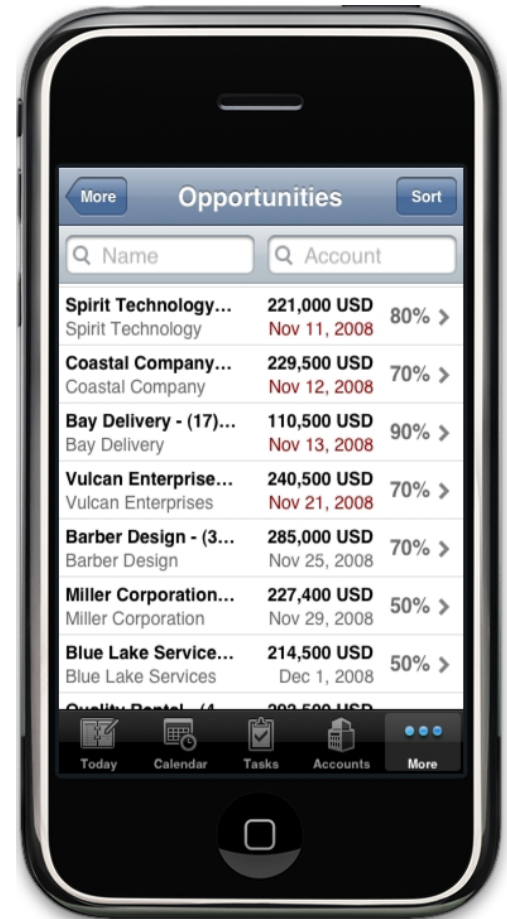 More
Opportunities
Sort
Name
Account
Spirit Technology...
221,000 USD
80%
Spirit Technology
Nov 11, 2008
Coastal Company...
229,500 USD
70%
Coastal Company
Nov 12, 2008
Bay Delivery - (17)...
110,500 USD
90%
Bay Delivery
Nov 13, 2008
Vulcan Enterprise...
240,500 USD
70%
Vulcan Enterprises
Nov 21, 2008
Barber Design - (3...
285,000 USD
70%
Barber Design
Nov 25, 2008
Miller Corporation...
227,400 USD
50%
Miller Corporation
Nov 29, 2008
Blue Lake Service...
214,500 USD
50%
Blue Lake Services
Dec 1, 2008
Quality Rental - (4...
Today
Calendar
Tasks
Accounts
More